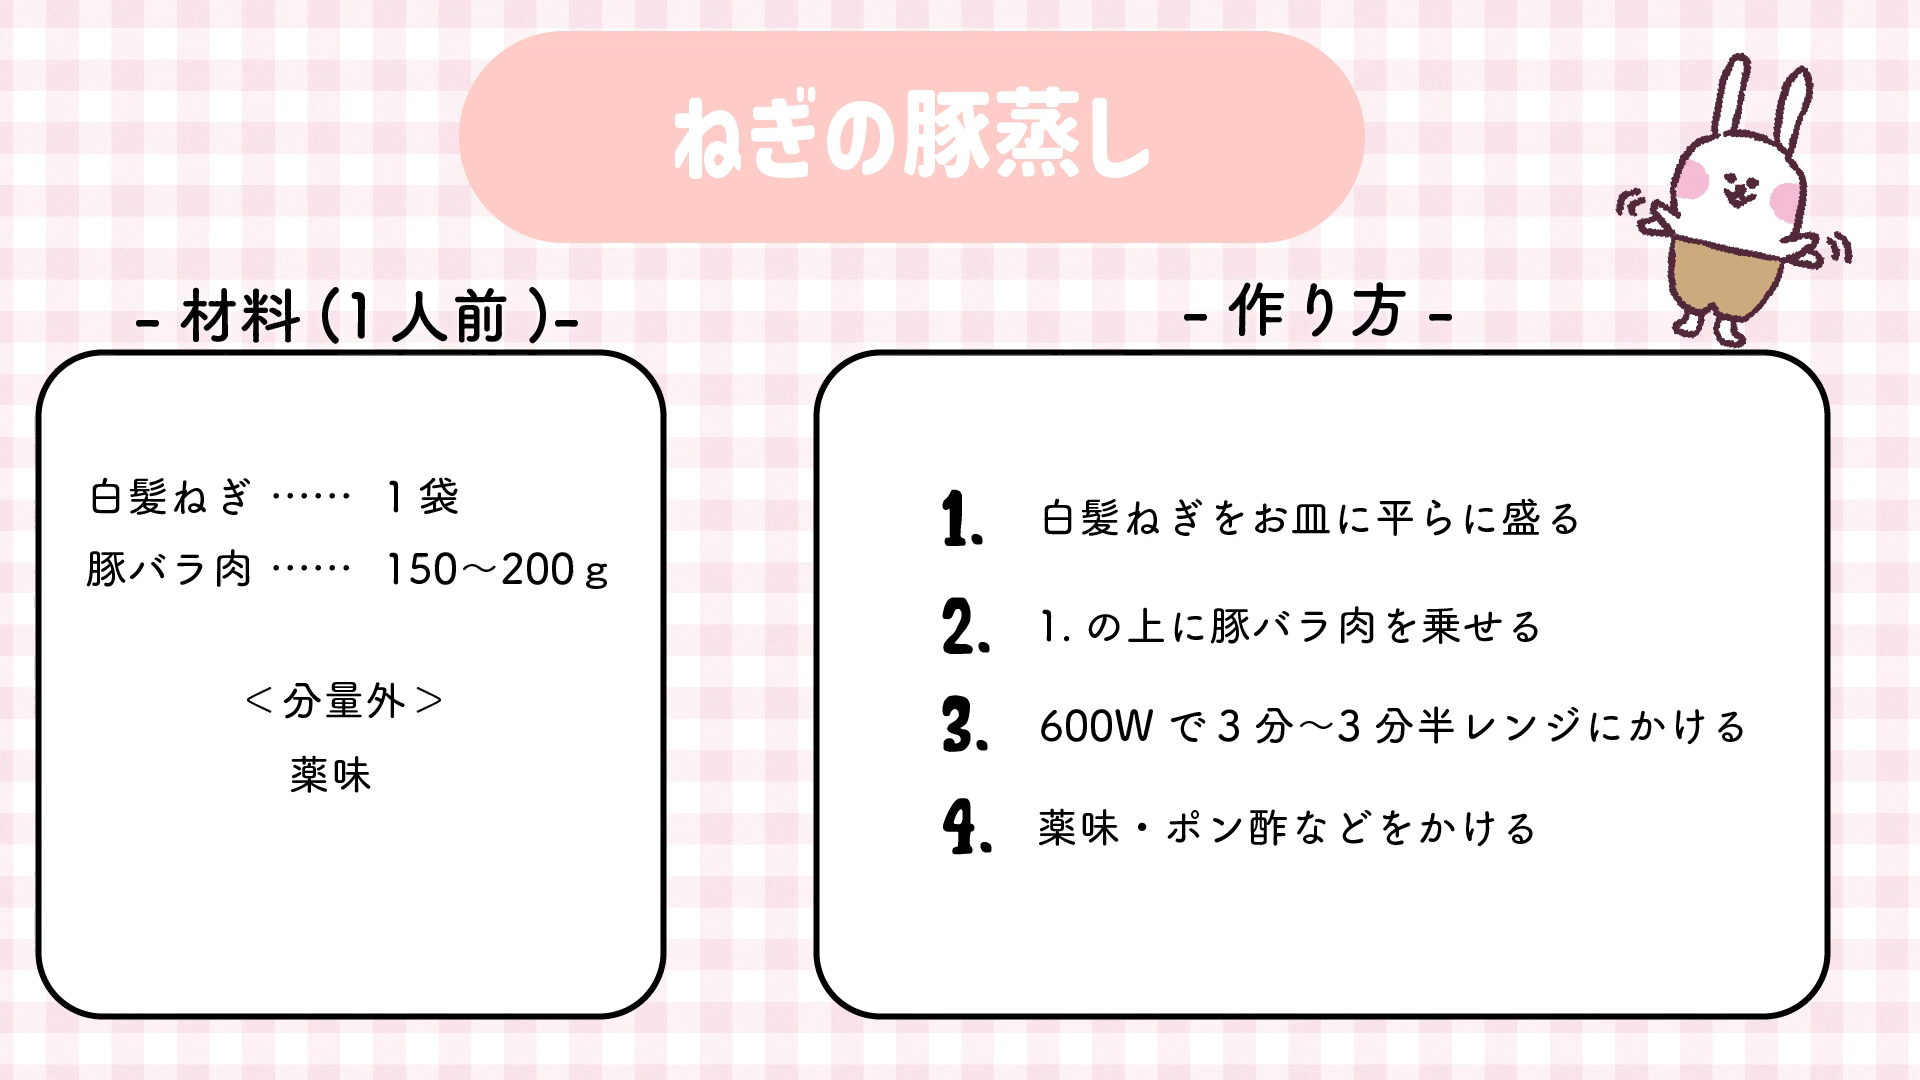 ねぎの豚蒸し
- 材料 (1 人前 )-
白髪ねぎ …… 1 袋
豚バラ肉 …… 150～200 g
＜分量外＞
薬味
- 作り方 -
1. 白髪ねぎをお皿に平らに盛る
2. 1. の上に豚バラ肉を乗せる
3. 600W で 3 分～3 分半レンジにかける
4. 薬味・ポン酢などをかける